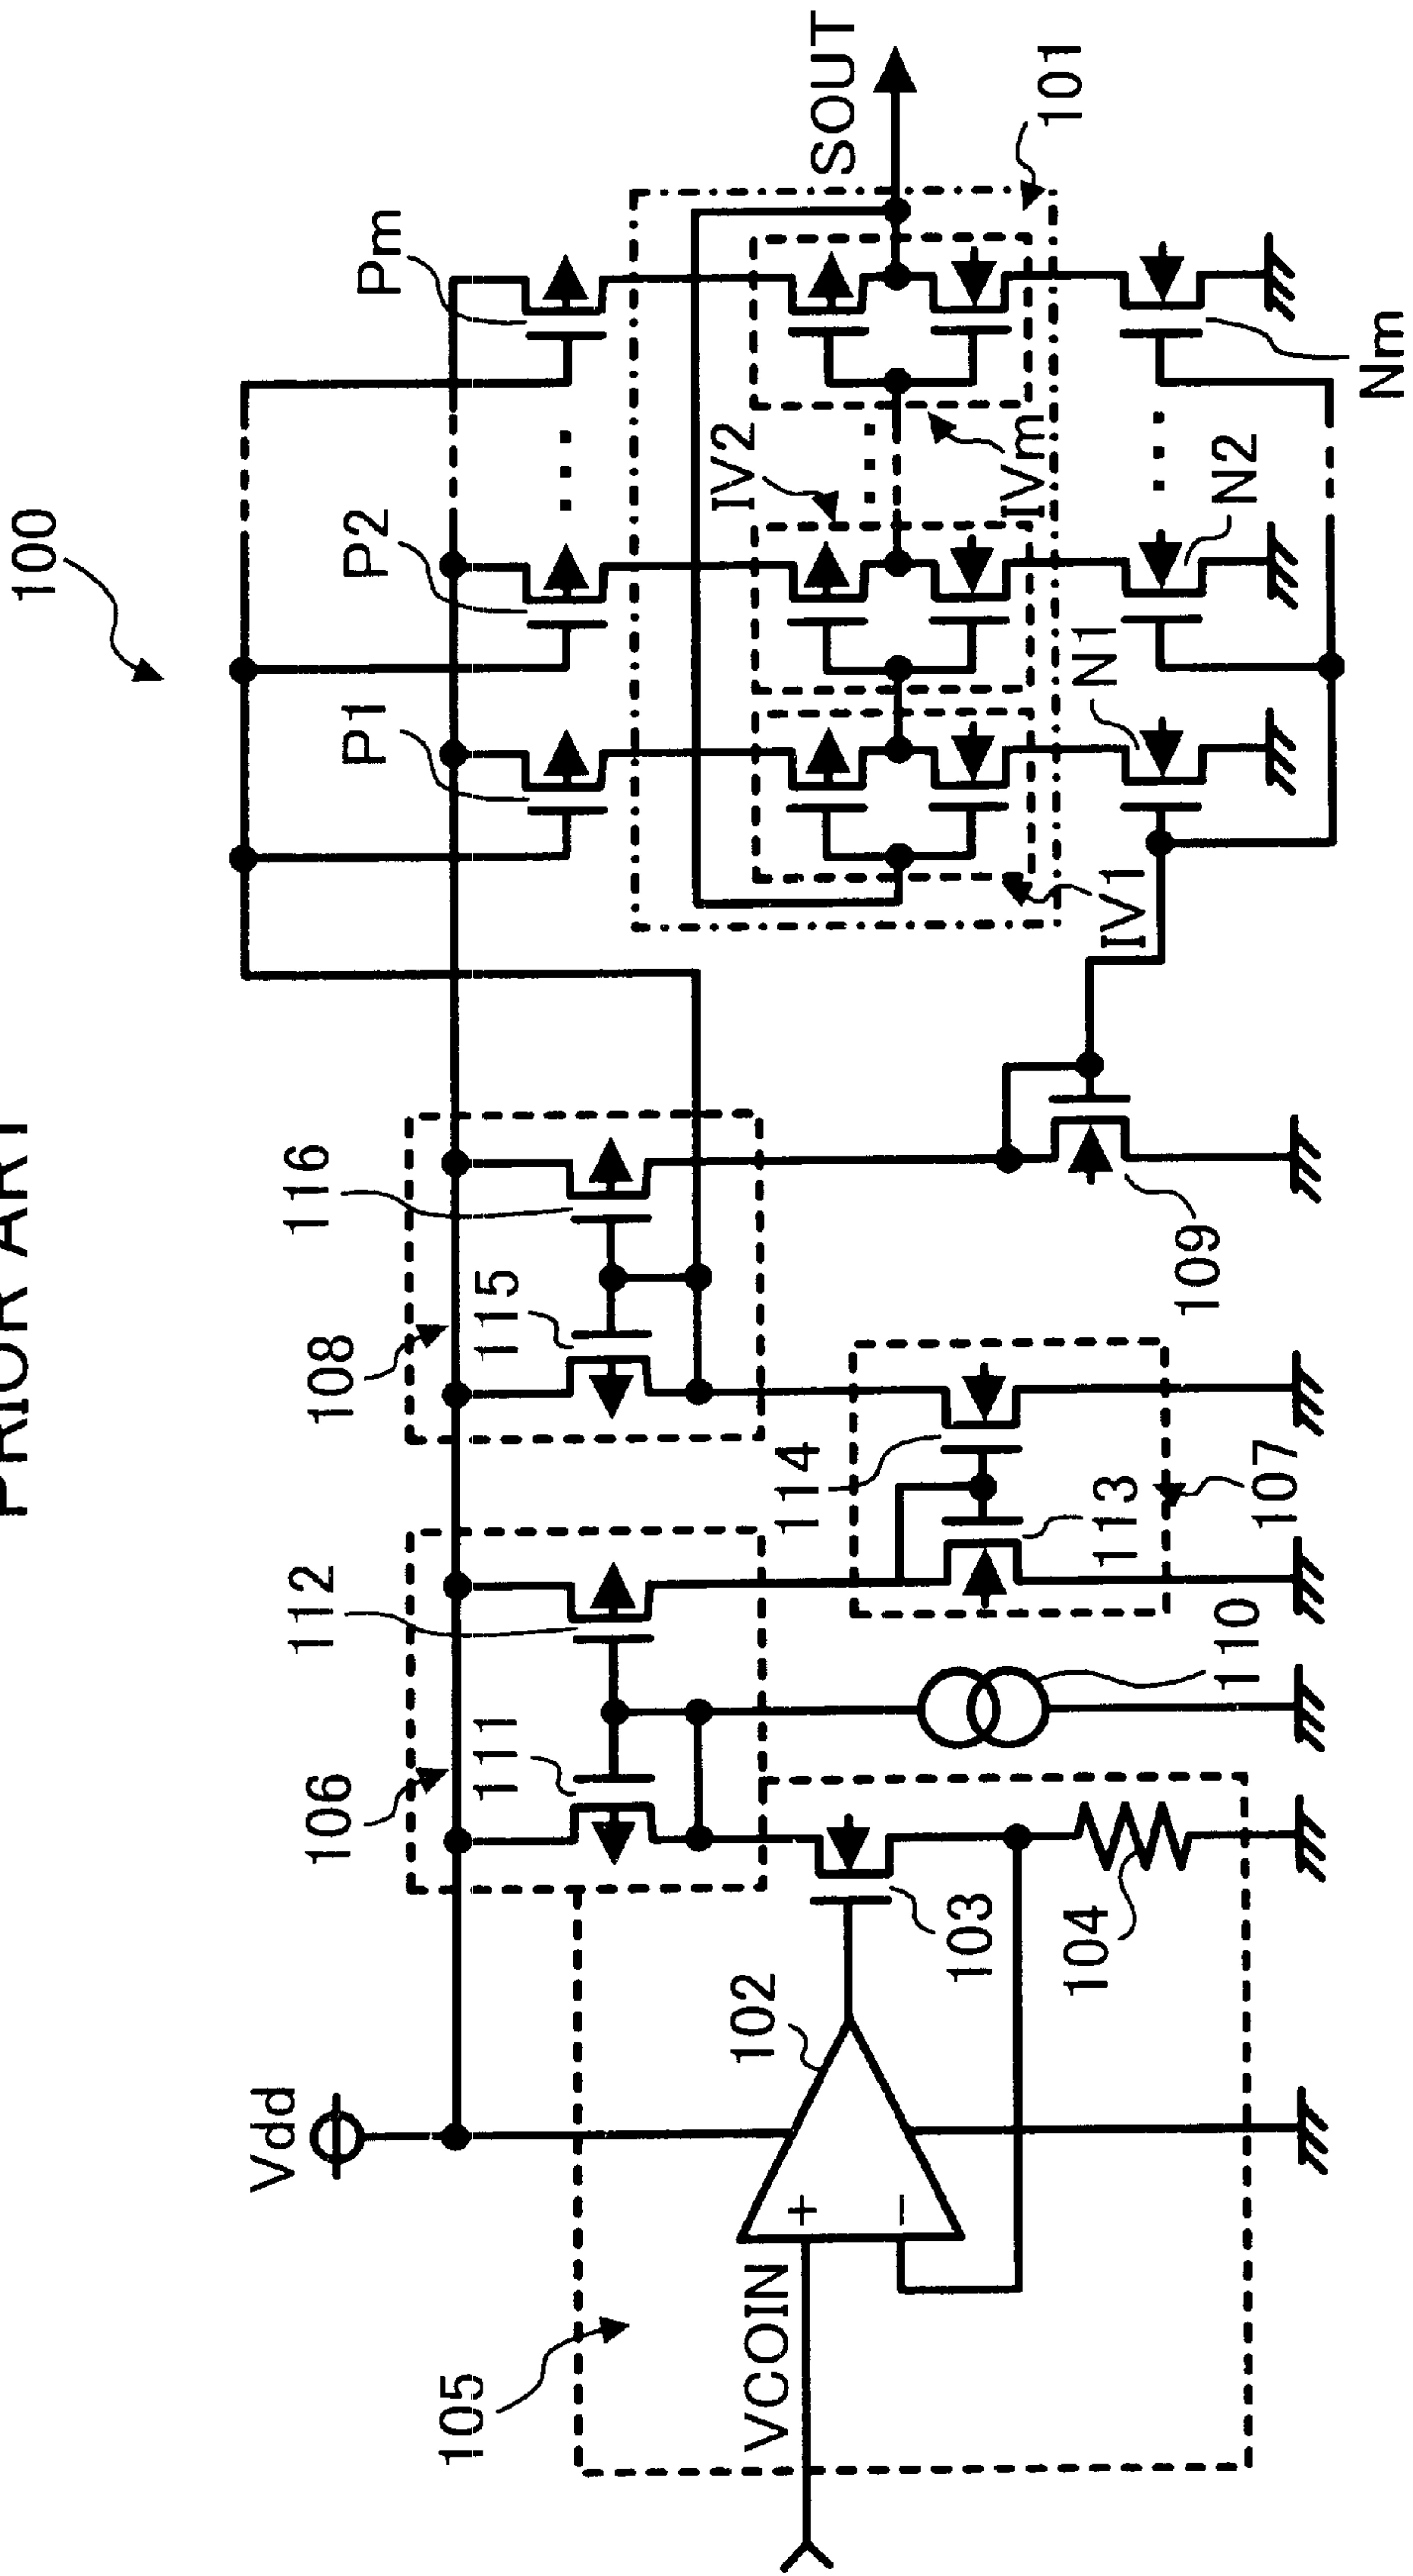 PRIOR ART
100
Vdd
105
VCOIN
+
−
102
103
104
106
111
112
110
107
113
114
108
115
116
109
P1
P2
Pm
IV1
IV2
IVm
N1
N2
Nm
101
SOUT